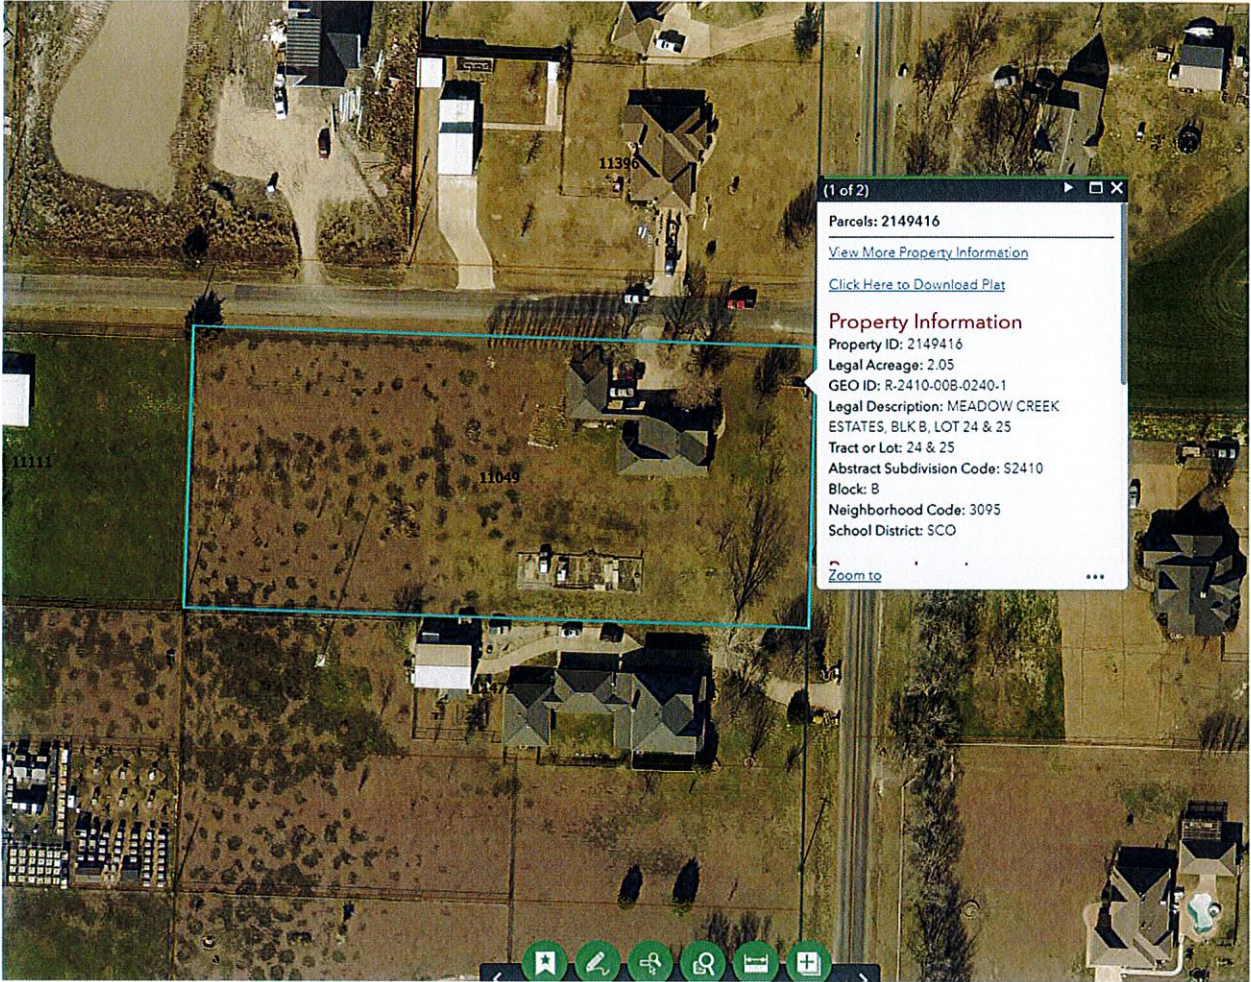 11396
(1 of 2)
Parcels: 2149416
View More Property Information
Click Here to Download Plat
Property Information
Property ID: 2149416
Legal Acreage: 2.05
GEO ID: R-2410-00B-0240-1
Legal Description: MEADOW CREEK
ESTATES, BLK B, LOT 24 & 25
Tract or Lot: 24 & 25
Abstract Subdivision Code: S2410
Block: B
Neighborhood Code: 3095
School District: SCO
Zoom to
11111
11049